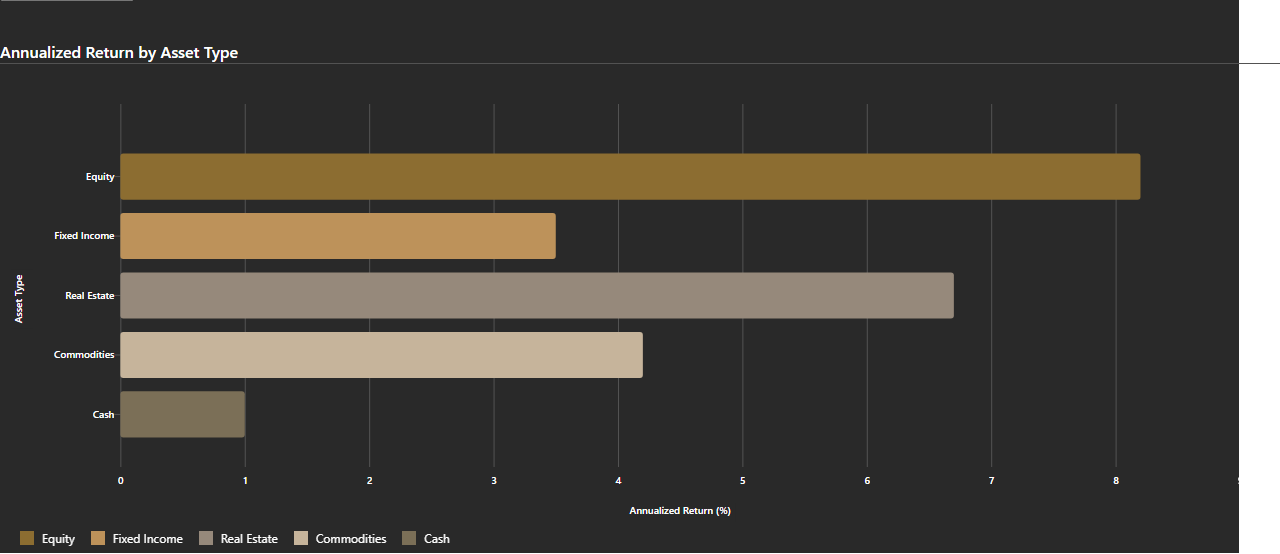 Annualized Return by Asset Type
Equity
Fixed Income
Real Estate
Commodities
Cash
Asset Type
0 1 2 3 4 5 6 7 8
Annualized Return (%)
Equity Fixed Income Real Estate Commodities Cash